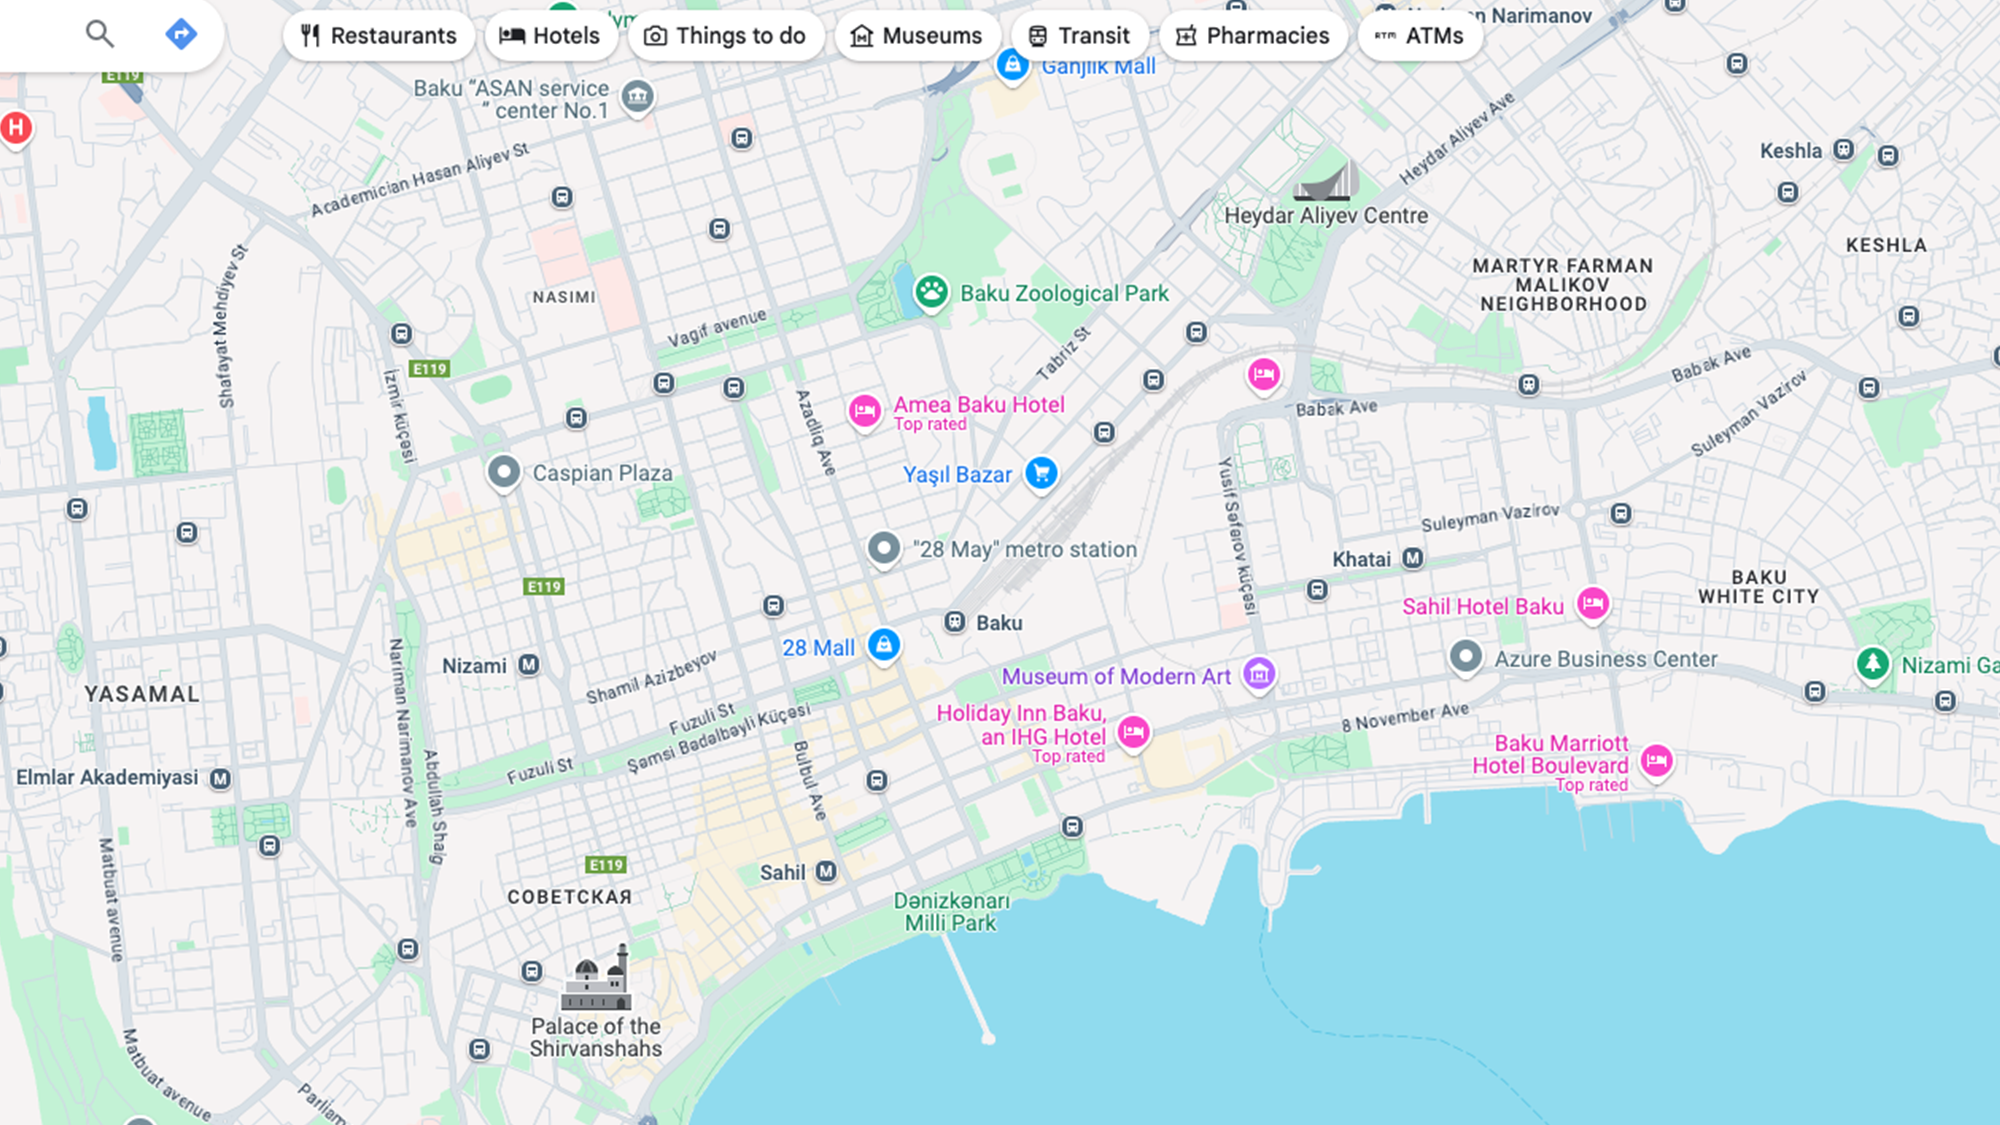 Restaurants
Hotels
Things to do
Museums
Transit
Pharmacies
ATMs
Narimanov
Ganjlik Mall
E119
Baku “ASAN service
“ center No.1
H
Academician Hasan Aliyev St
Heydar Aliyev Ave
Keshla
Heydar Aliyev Centre
KESHLA
MARTYR FARMAN
MALIKOV
NEIGHBORHOOD
Shafayat Mehdiyev St
NASIMI
Baku Zoological Park
Vagif avenue
Tabriz St
E119
İzmir küçəsi
Babak Ave
Babak Ave
Suleyman Vazirov
Amea Baku Hotel
Top rated
Azadliq Ave
Caspian Plaza
Yaşıl Bazar
Yusif Səfərov küçəsi
Suleyman Vazirov
"28 May" metro station
Khatai
M
E119
BAKU
WHITE CITY
Sahil Hotel Baku
Baku
28 Mall
Nizami
M
Shamil Azizbeyov
Museum of Modern Art
Azure Business Center
Nizami Ga
YASAMAL
Nariman Narimanov Ave
Fuzuli St
Şəmsi Bədəlbəyli Küçəsi
Holiday Inn Baku,
an IHG Hotel
Top rated
8 November Ave
Baku Marriott
Hotel Boulevard
Top rated
Elmlar Akademiyasi
M
Fuzuli St
Abdullah Shaig
Bulbul Ave
Matbuat avenue
E119
Sahil
M
СОВЕТСКАЯ
Dənizkənarı
Milli Park
Palace of the
Shirvanshahs
Matbuat avenue
Parliam